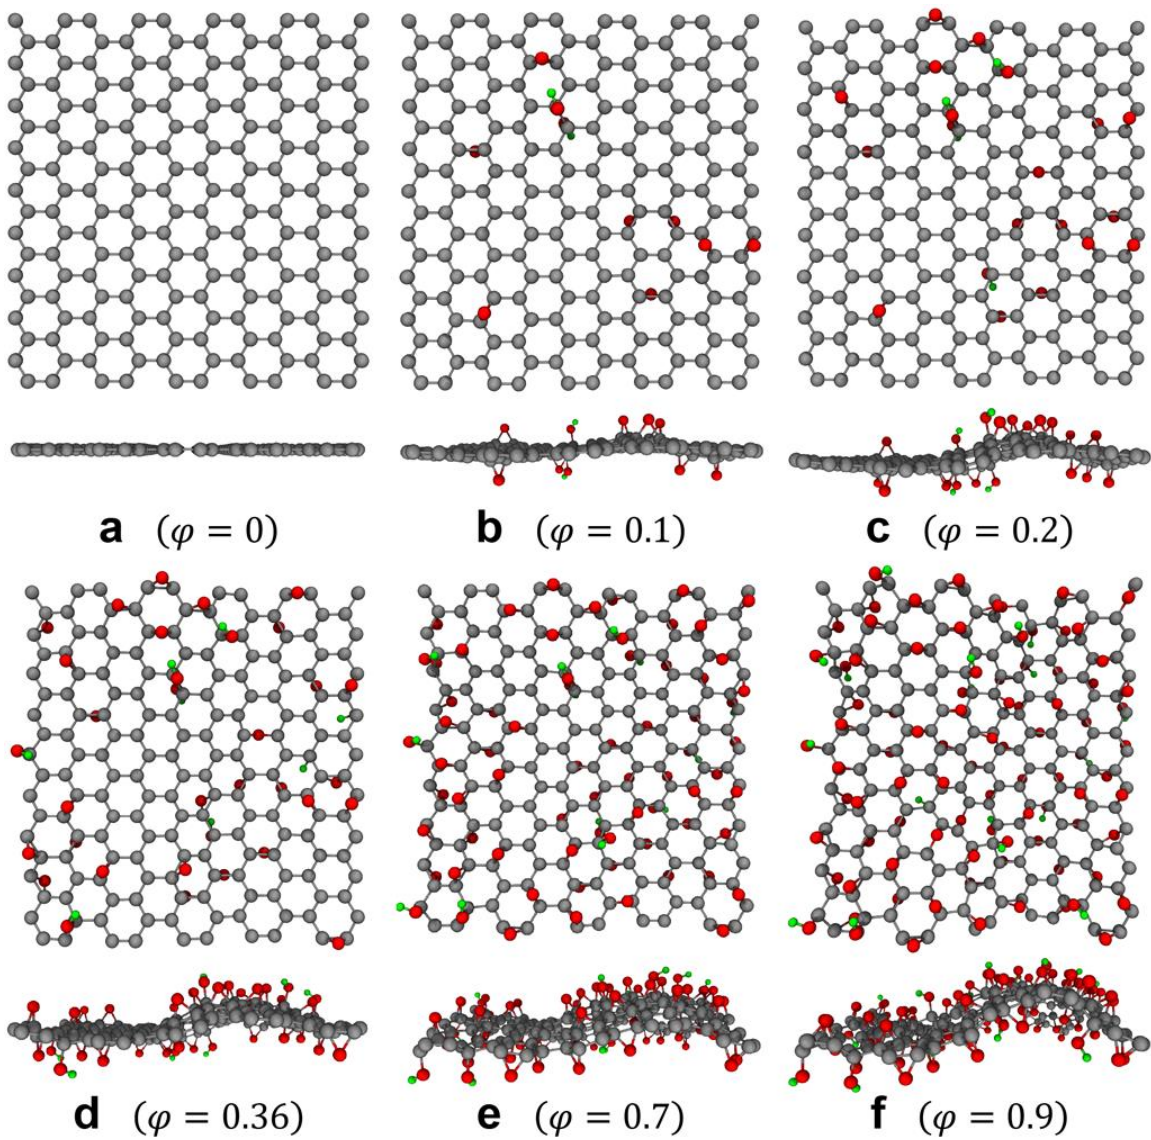 a (φ = 0)
b (φ = 0.1)
c (φ = 0.2)
d (φ = 0.36)
e (φ = 0.7)
f (φ = 0.9)